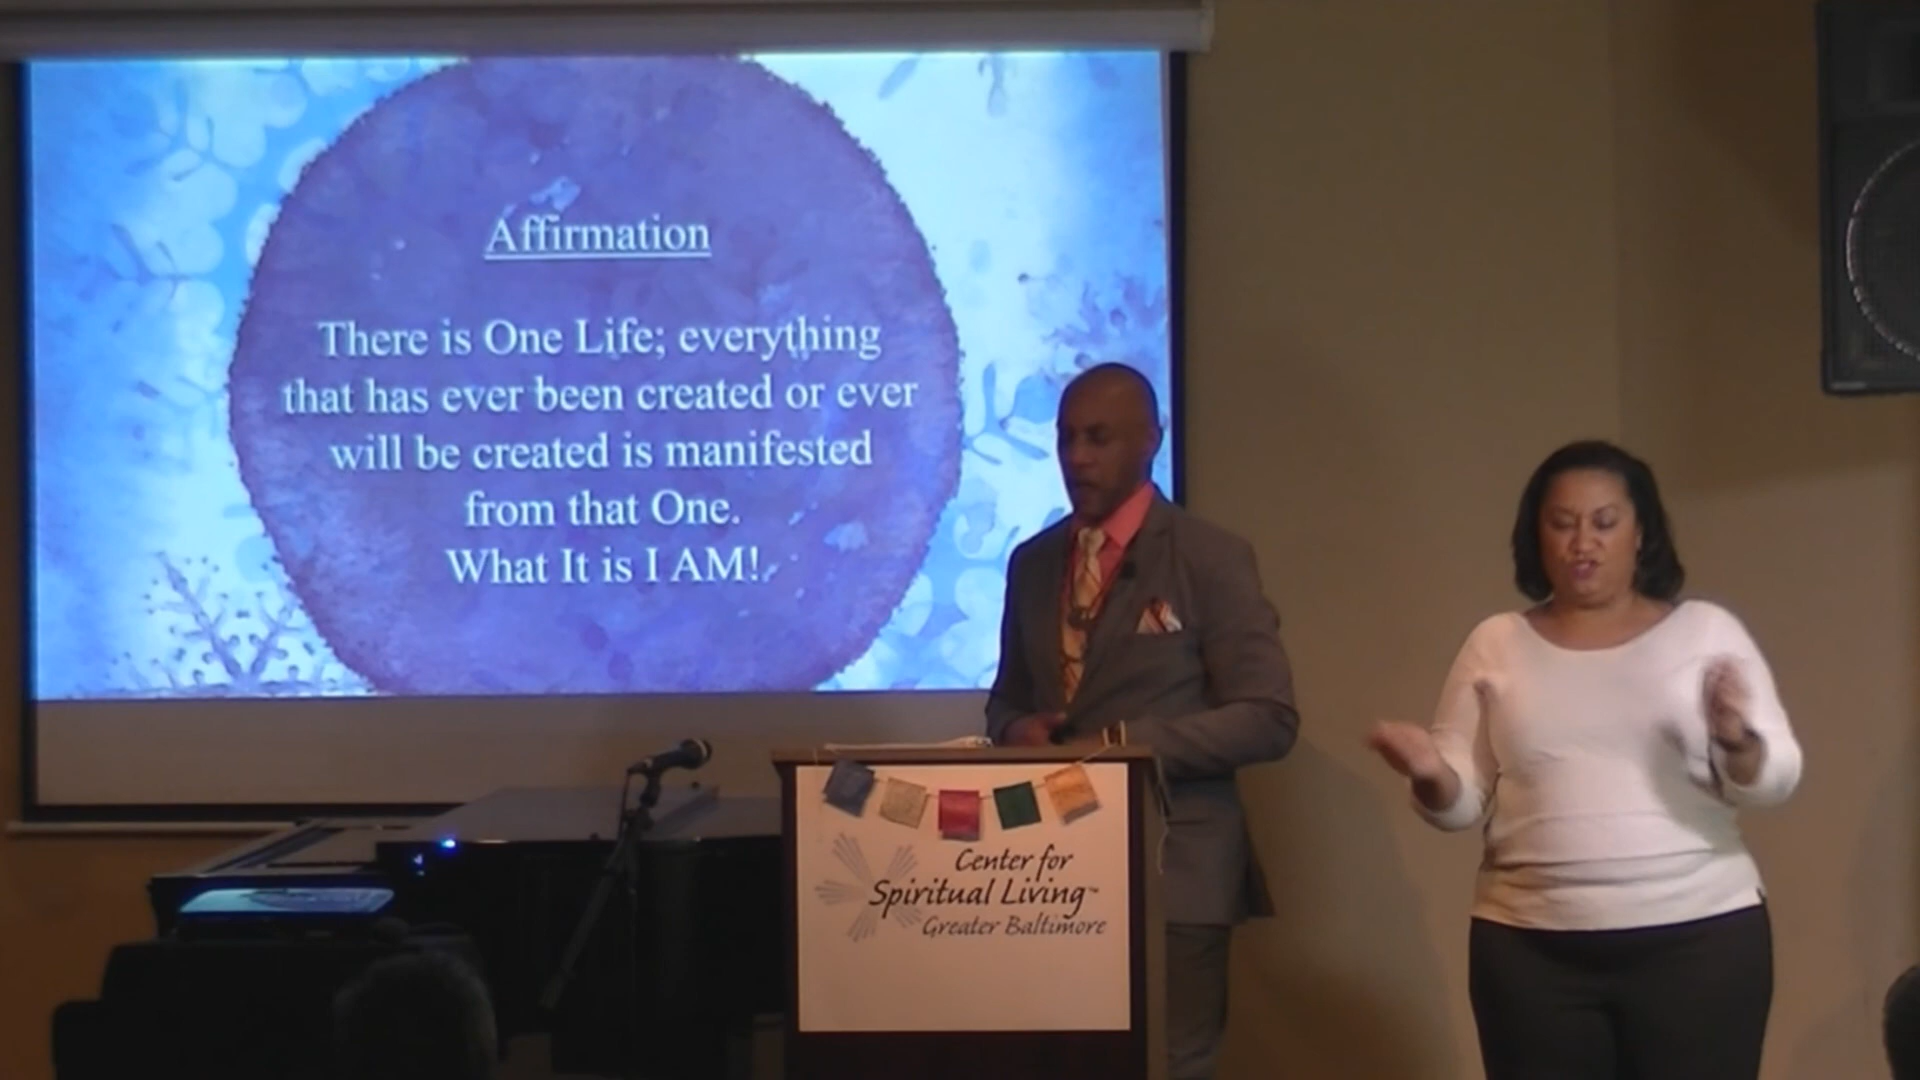 Affirmation
There is One Life; everything
that has ever been created or ever
will be created is manifested
from that One.
What It is I AM!
Center for
Spiritual Living™
Greater Baltimore